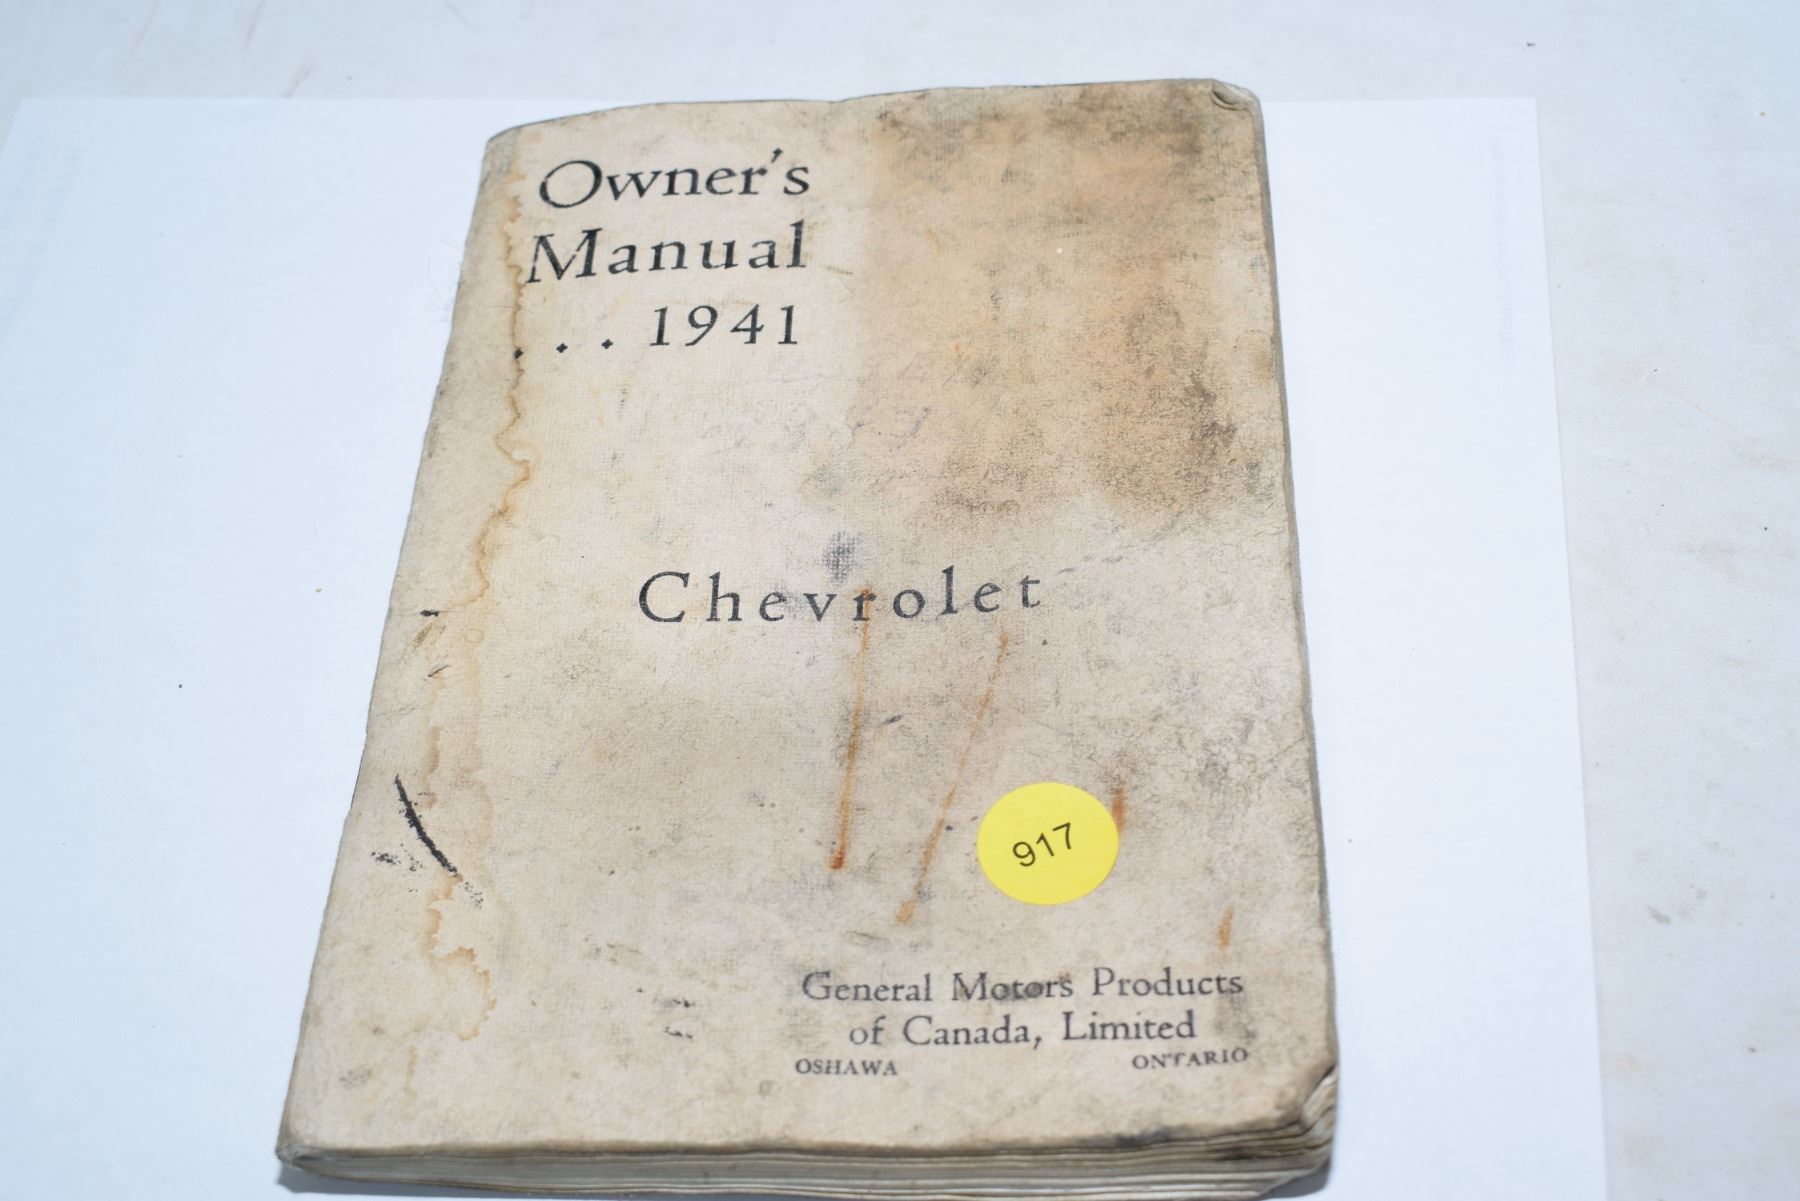 Owner's
Manual
. . . 1941
Chevrolet
917
General Motors Products
of Canada, Limited
OSHAWA ONTARIO